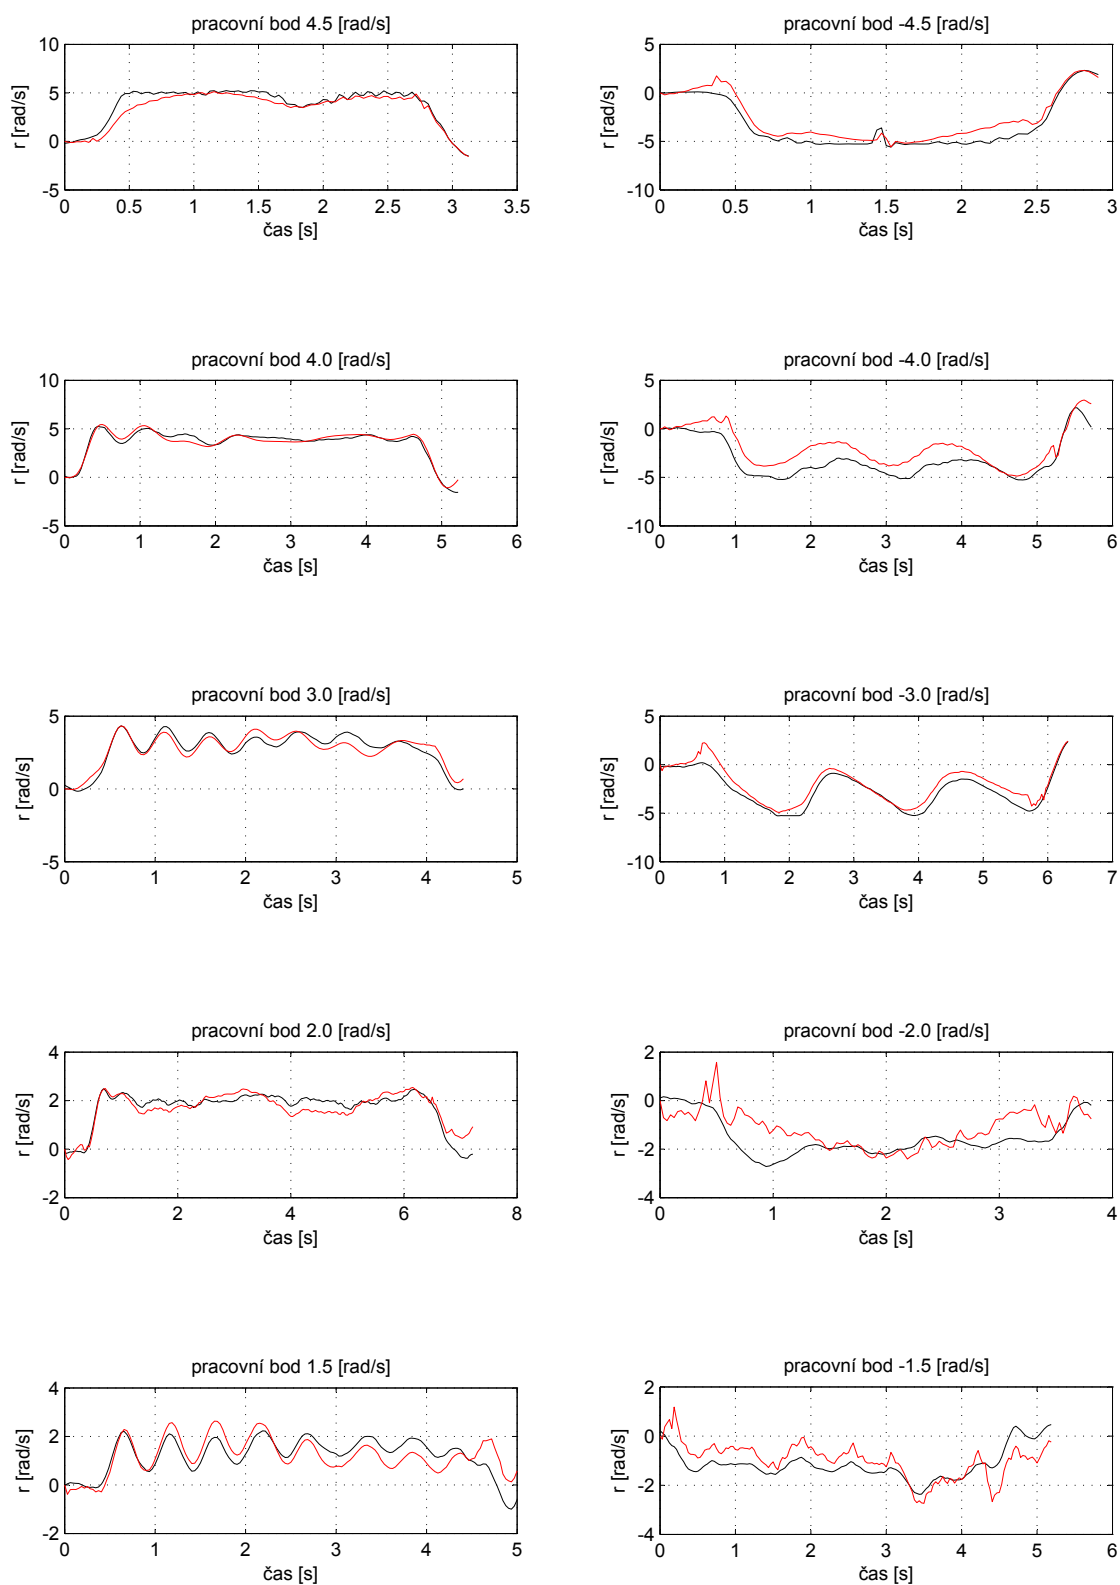 pracovní bod 4.5 [rad/s]
10
5
0
-5
r [rad/s]
0 0.5 1 1.5 2 2.5 3 3.5
čas [s]
pracovní bod -4.5 [rad/s]
5
0
-5
-10
r [rad/s]
0 0.5 1 1.5 2 2.5 3
čas [s]
pracovní bod 4.0 [rad/s]
10
5
0
-5
r [rad/s]
0 1 2 3 4 5 6
čas [s]
pracovní bod -4.0 [rad/s]
5
0
-5
-10
r [rad/s]
0 1 2 3 4 5 6
čas [s]
pracovní bod 3.0 [rad/s]
5
0
-5
r [rad/s]
0 1 2 3 4 5
čas [s]
pracovní bod -3.0 [rad/s]
5
0
-5
-10
r [rad/s]
0 1 2 3 4 5 6 7
čas [s]
pracovní bod 2.0 [rad/s]
4
2
0
-2
r [rad/s]
0 2 4 6 8
čas [s]
pracovní bod -2.0 [rad/s]
2
0
-2
-4
r [rad/s]
0 1 2 3 4
čas [s]
pracovní bod 1.5 [rad/s]
4
2
0
-2
r [rad/s]
0 1 2 3 4 5
čas [s]
pracovní bod -1.5 [rad/s]
2
0
-2
-4
r [rad/s]
0 1 2 3 4 5 6
čas [s]